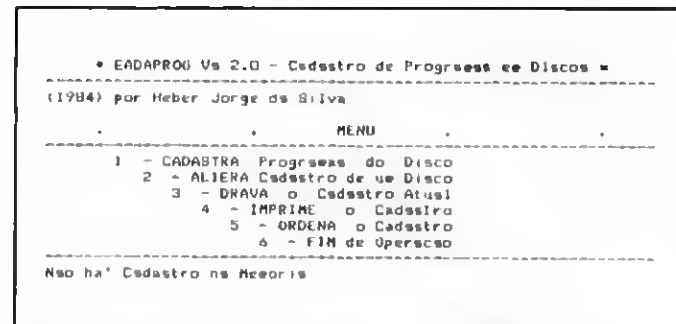 * CADAPROG Vs 2.0 - Cadastro de Programas em Discos *
(1984) por Heber Jorge da Silva
. . MENU . .
1 - CADASTRA Programas do Disco
2 - ALTERA Cadastro de um Disco
3 - GRAVA o Cadastro Atual
4 - IMPRIME o Cadastro
5 - ORDENA o Cadastro
6 - FIM de Operacao
Nao ha' Cadastro na Memoria